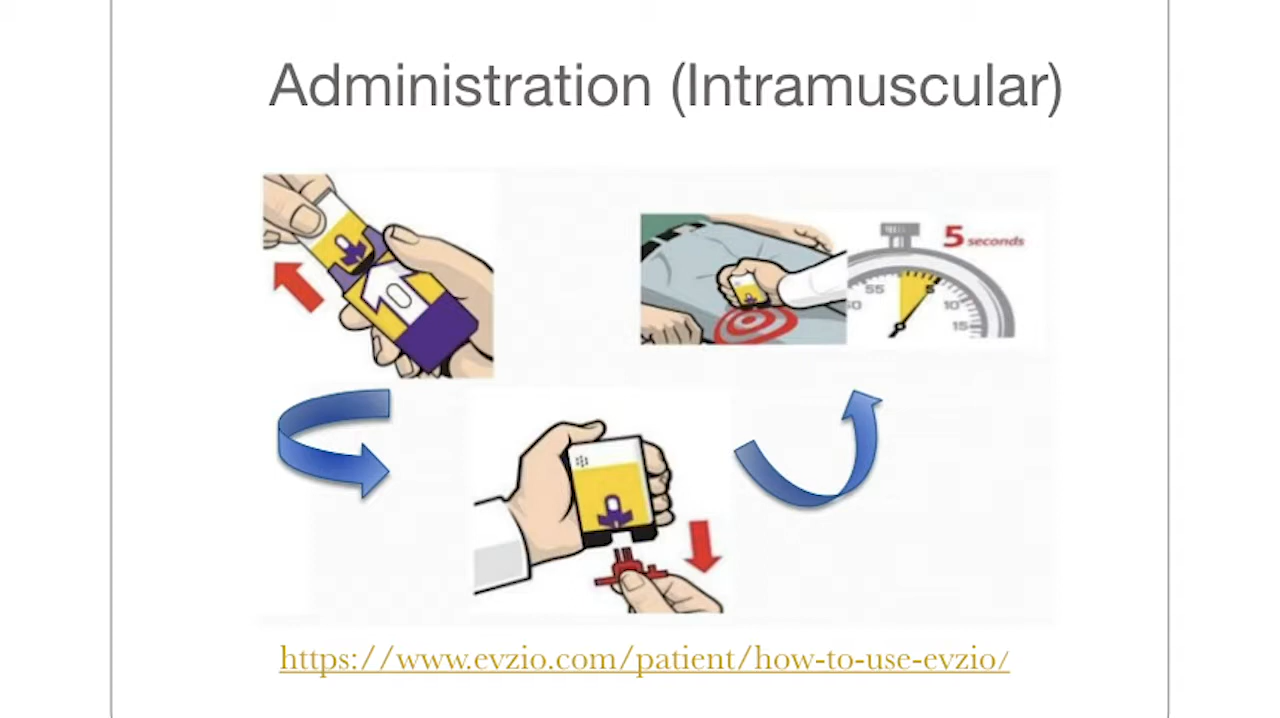 Administration (Intramuscular)
5 seconds
55
5
10
15
https://www.evzio.com/patient/how-to-use-evzio/